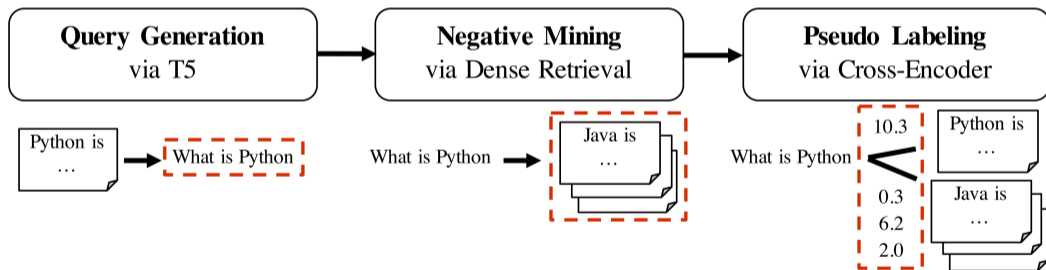 Query Generation
via T5
Negative Mining
via Dense Retrieval
Pseudo Labeling
via Cross-Encoder
Python is
...
What is Python
What is Python
Java is
...
What is Python
10.3
0.3
6.2
2.0
Python is
...
Java is
...